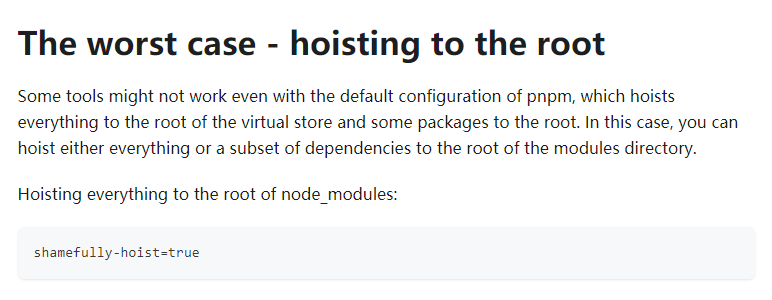 The worst case - hoisting to the root
Some tools might not work even with the default configuration of pnpm, which hoists
everything to the root of the virtual store and some packages to the root. In this case, you can
hoist either everything or a subset of dependencies to the root of the modules directory.
Hoisting everything to the root of node_modules:
shamefully-hoist=true